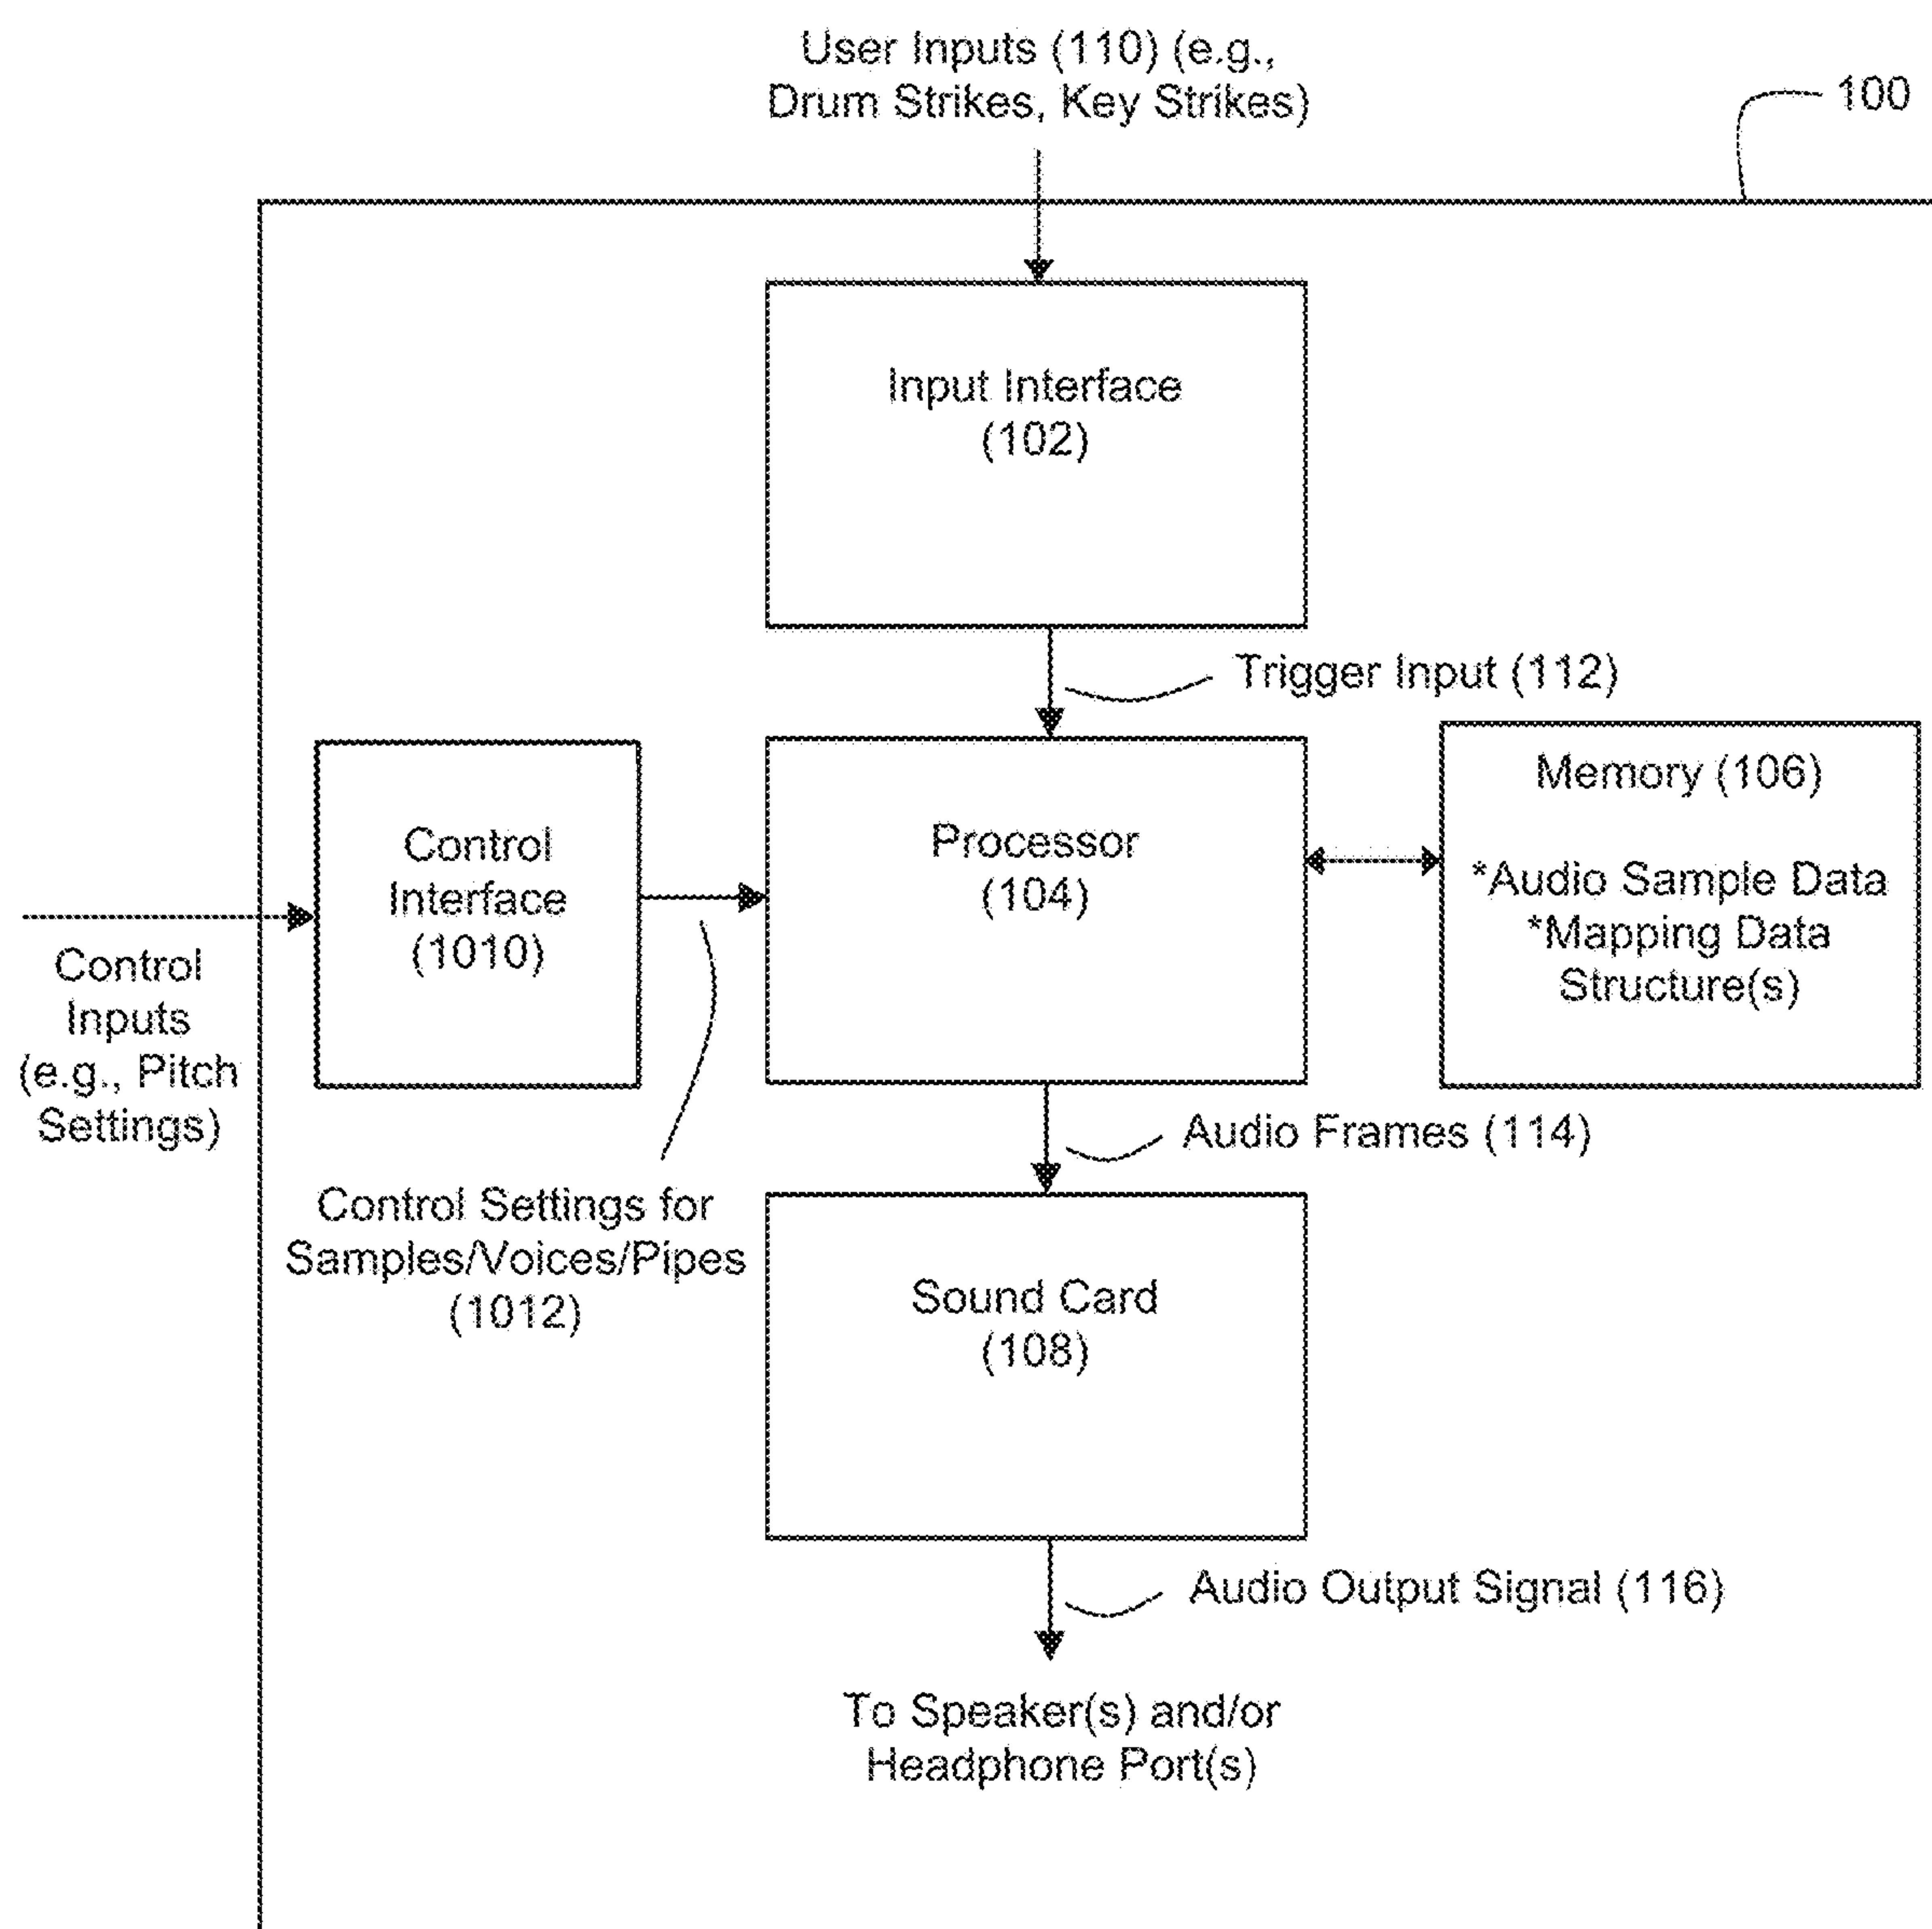 User Inputs (110) (e.g.,
Drum Strikes, Key Strikes)
100
Input Interface
(102)
Trigger Input (112)
Control
Interface
(1010)
Processor
(104)
Memory (106)
*Audio Sample Data
*Mapping Data
Structure(s)
Control
Inputs
(e.g., Pitch
Settings)
Audio Frames (114)
Control Settings for
Samples/Voices/Pipes
(1012)
Sound Card
(108)
Audio Output Signal (116)
To Speaker(s) and/or
Headphone Port(s)